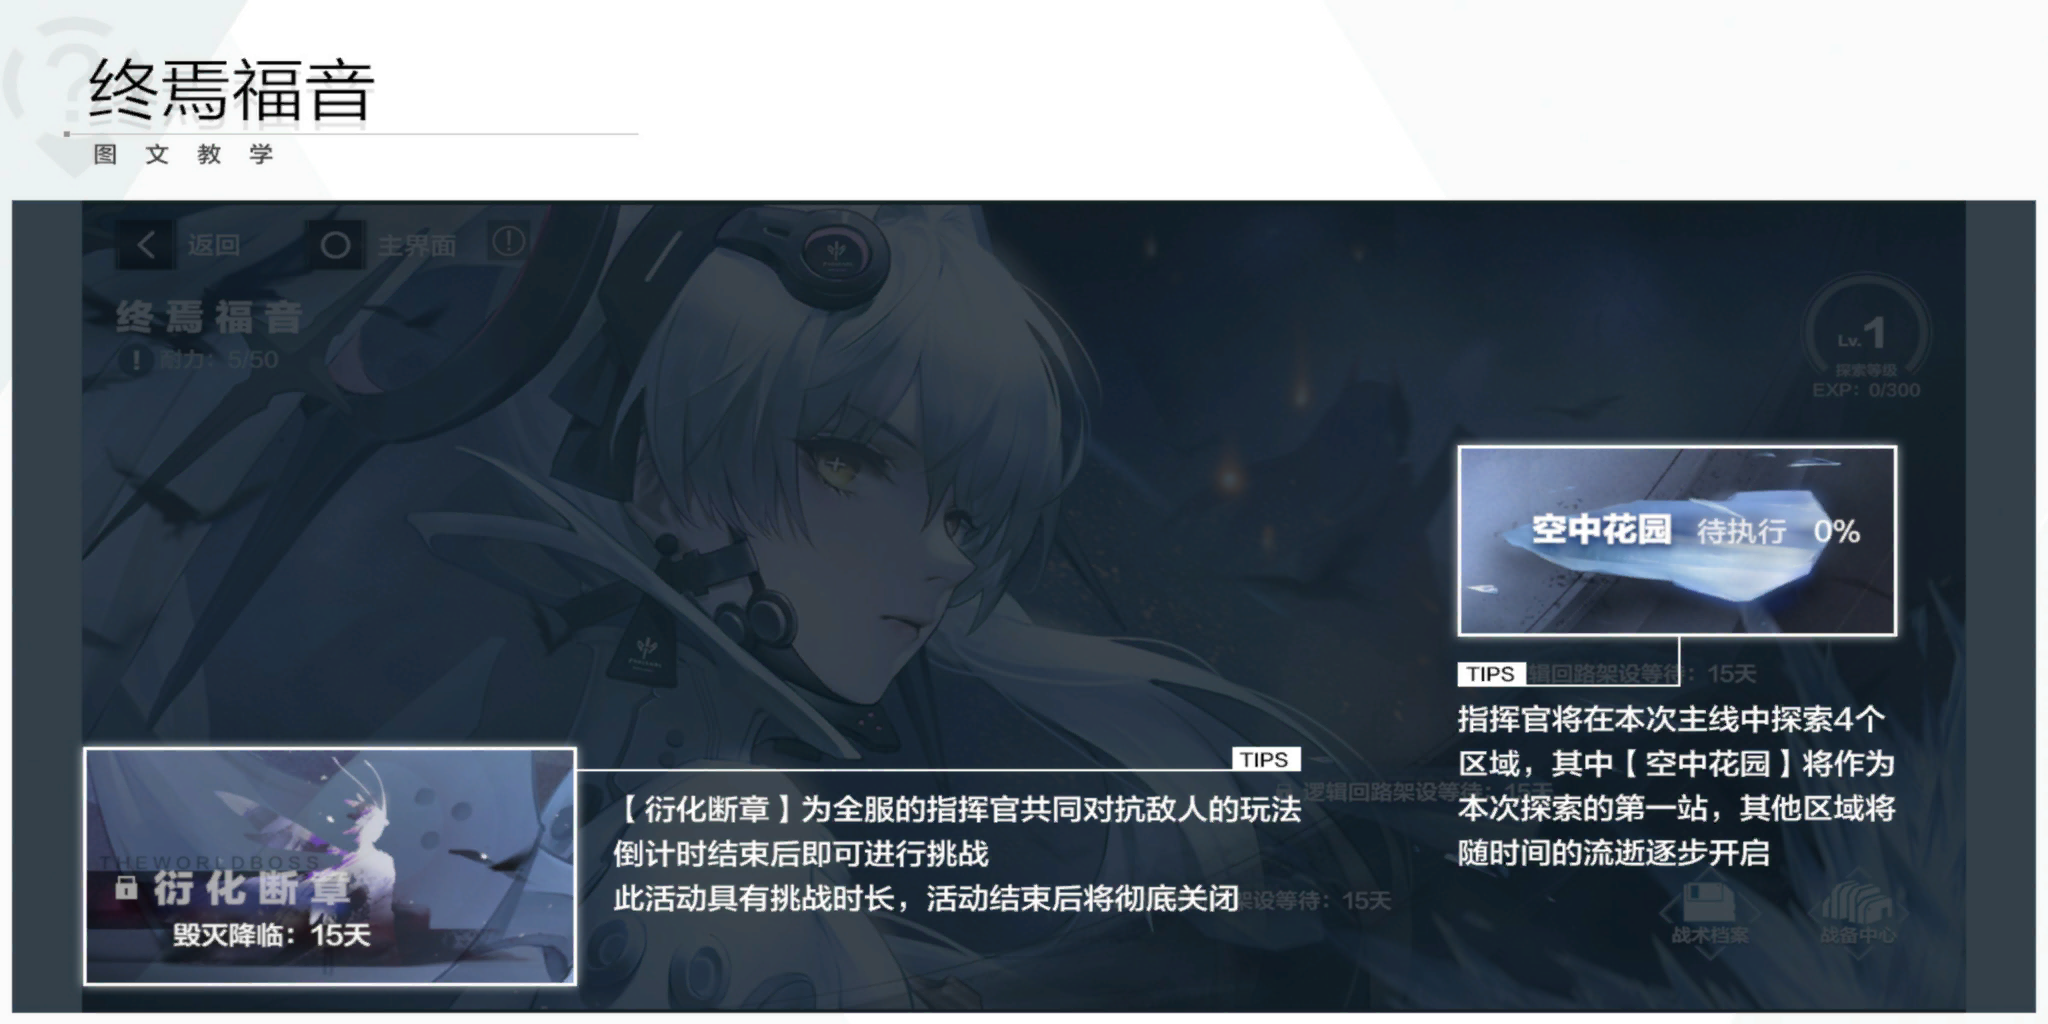 终焉福音
图文教学
返回
主界面
终焉福音
! 耐力：5/50
Lv.1
探索等级
EXP：0/300
空中花园 待执行 0%
TIPS
辑回路架设等待：15天
指挥官将在本次主线中探索4个
区域，其中【空中花园】将作为
本次探索的第一站，其他区域将
随时间的流逝逐步开启
TIPS
逻辑回路架设等待：15天
【衍化断章】为全服的指挥官共同对抗敌人的玩法
倒计时结束后即可进行挑战
此活动具有挑战时长，活动结束后将彻底关闭
架设等待：15天
THEWORLDBOSS
衍化断章
毁灭降临：15天
战术档案
战备中心